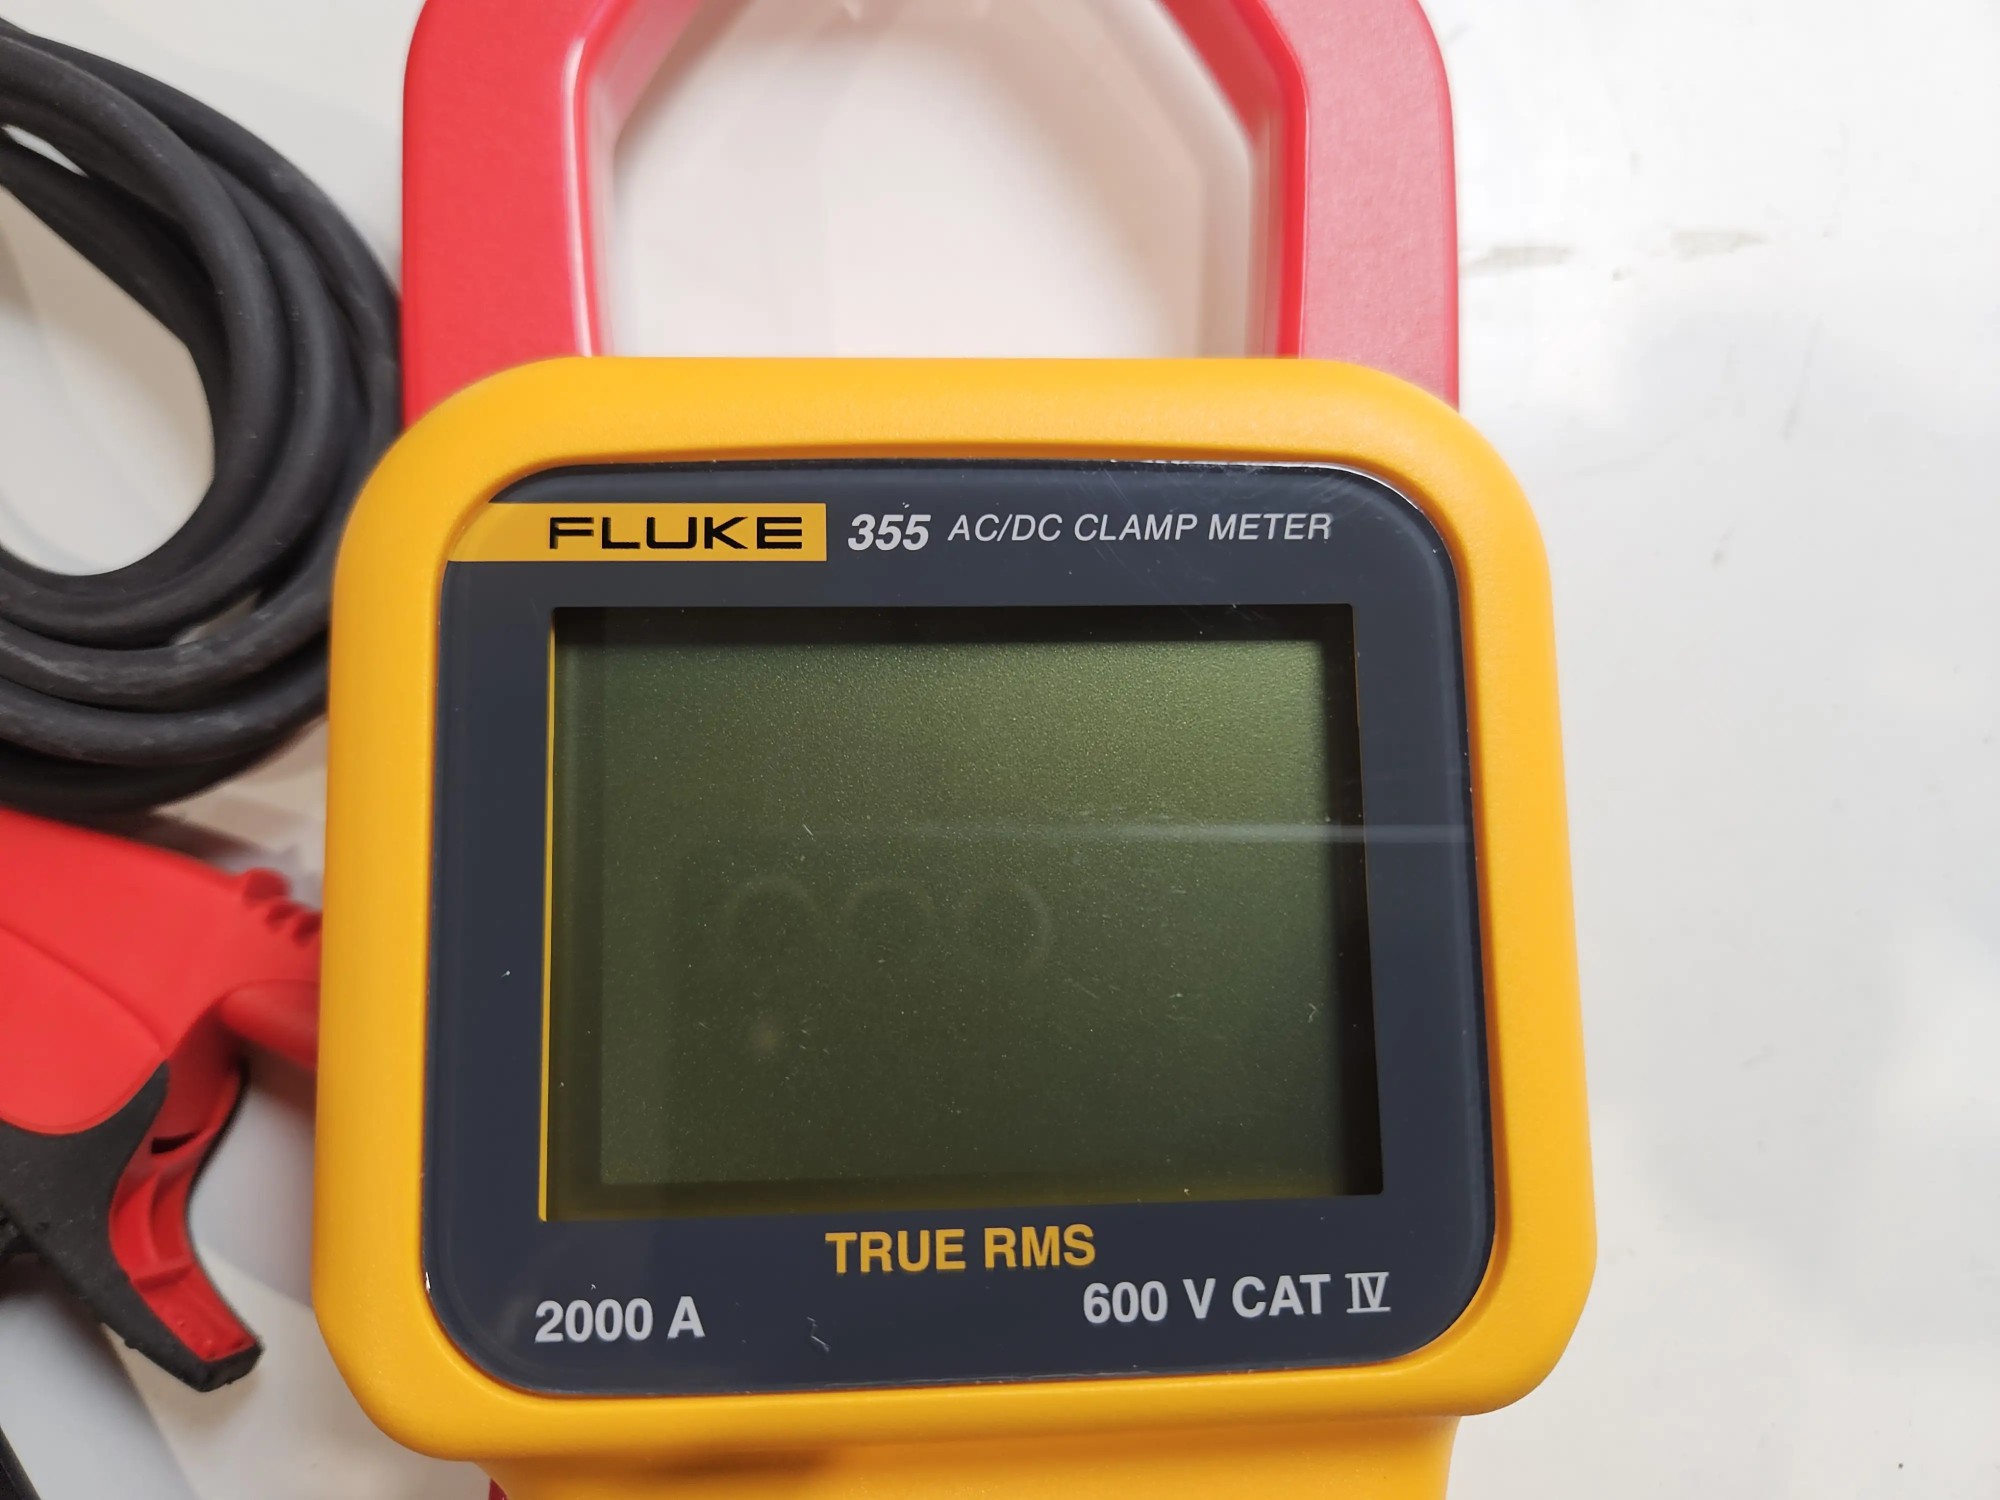 FLUKE 355 AC/DC CLAMP METER
TRUE RMS
2000 A 600 V CAT IV